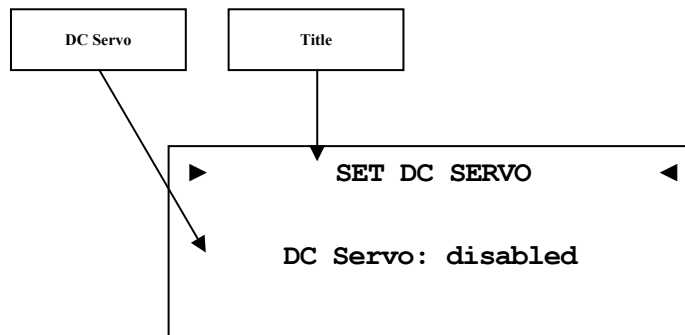 DC Servo
Title
► SET DC SERVO ◄
DC Servo: disabled